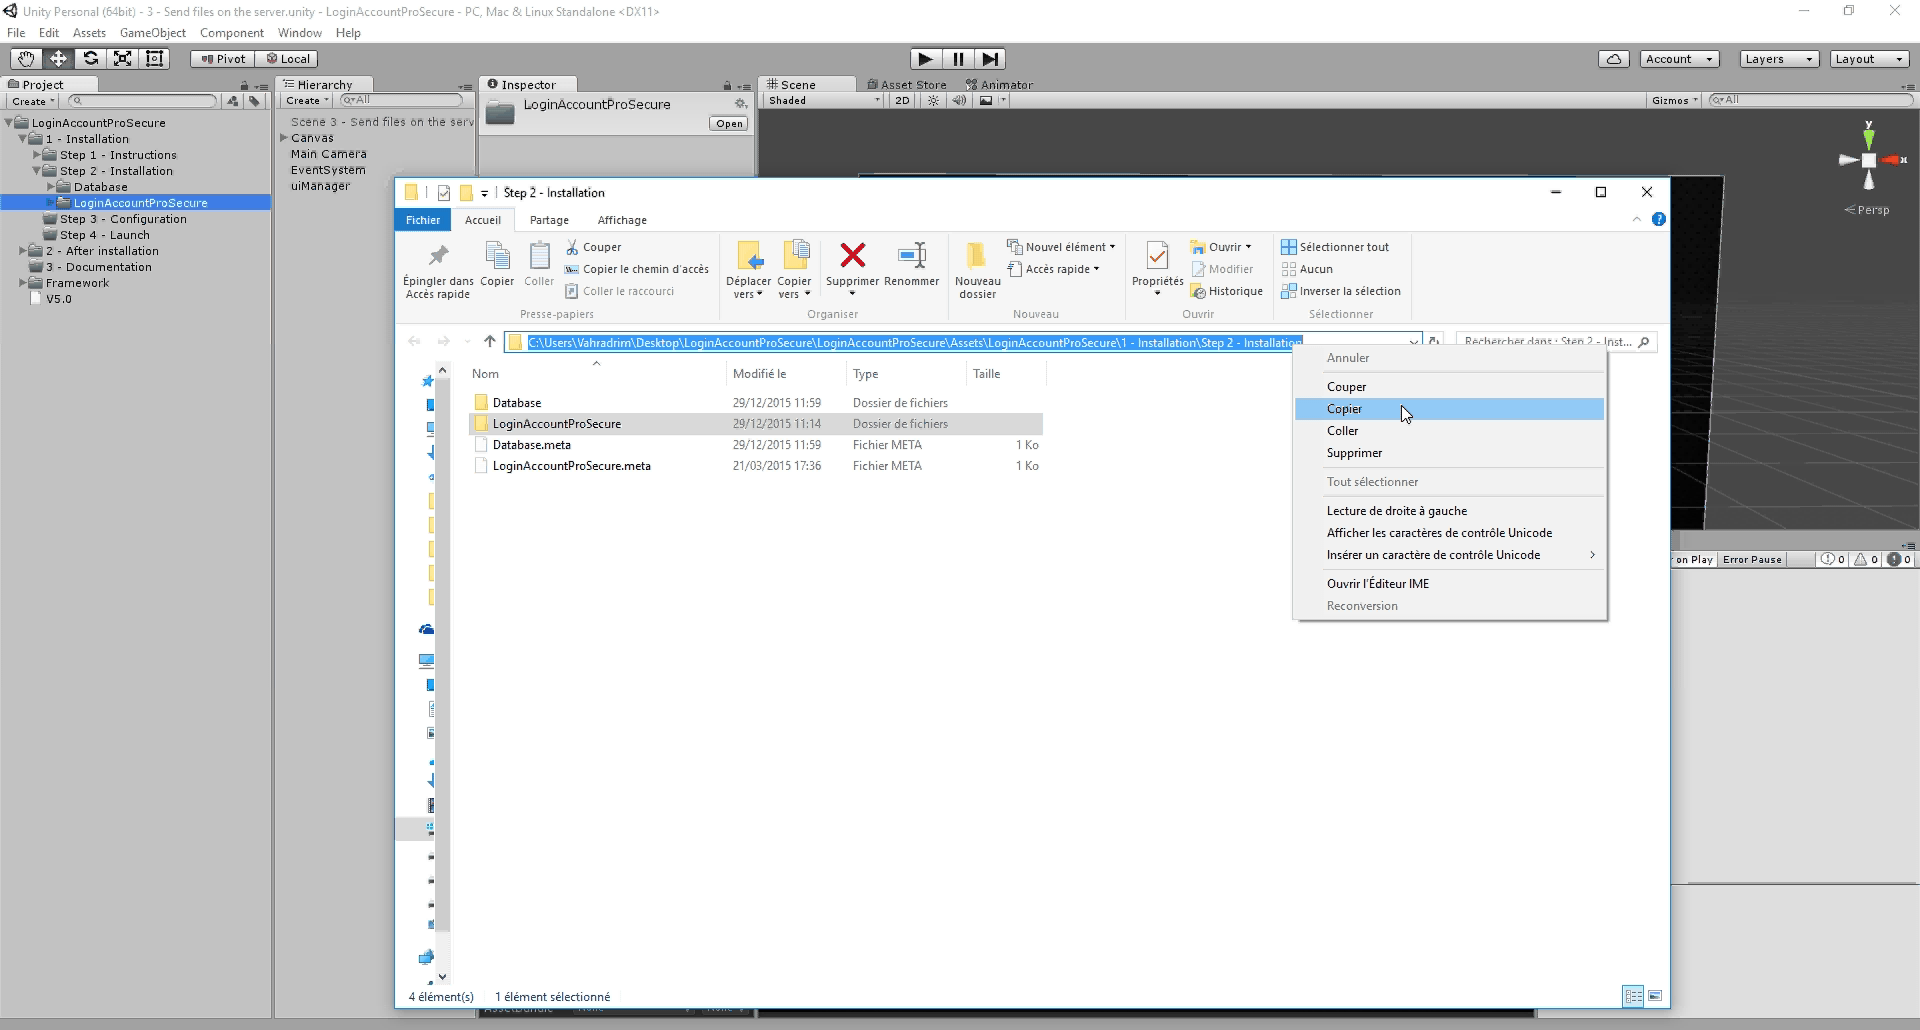 Unity Personal (64bit) - 3 - Send files on the server.unity - LoginAccountProSecure - PC, Mac & Linux Standalone <DX11>
File Edit Assets GameObject Component Window Help
Pivot Local Account Layers Layout
Project
Create
LoginAccountProSecure
1 - Installation
Step 1 - Instructions
Step 2 - Installation
Database
LoginAccountProSecure
Step 3 - Configuration
Step 4 - Launch
2 - After installation
3 - Documentation
Framework
V5.0
Hierarchy
Create All
Scene 3 - Send files on the serv
Canvas
Main Camera
EventSystem
uiManager
Inspector
LoginAccountProSecure
Open
Scene Asset Store Animator
Shaded 2D Gizmos All
y
x
Persp
Step 2 - Installation
Fichier Accueil Partage Affichage
Épingler dans Accès rapide
Copier
Coller
Couper
Copier le chemin d'accès
Coller le raccourci
Presse-papiers
Déplacer vers
Copier vers
Supprimer
Renommer
Organiser
Nouveau dossier
Nouvel élément
Accès rapide
Nouveau
Propriétés
Ouvrir
Modifier
Historique
Ouvrir
Sélectionner tout
Aucun
Inverser la sélection
Sélectionner
C:\Users\Vahradrim\Desktop\LoginAccountProSecure\LoginAccountProSecure\Assets\LoginAccountProSecure\1 - Installation\Step 2 - Installation
Rechercher dans : Step 2 - Inst...
Nom Modifié le Type Taille
Database 29/12/2015 11:59 Dossier de fichiers
LoginAccountProSecure 29/12/2015 11:14 Dossier de fichiers
Database.meta 29/12/2015 11:59 Fichier META 1 Ko
LoginAccountProSecure.meta 21/03/2015 17:36 Fichier META 1 Ko
Annuler
Couper
Copier
Coller
Supprimer
Tout sélectionner
Lecture de droite à gauche
Afficher les caractères de contrôle Unicode
Insérer un caractère de contrôle Unicode
Ouvrir l'Éditeur IME
Reconversion
on Play Error Pause 0 0 0
4 élément(s) 1 élément sélectionné